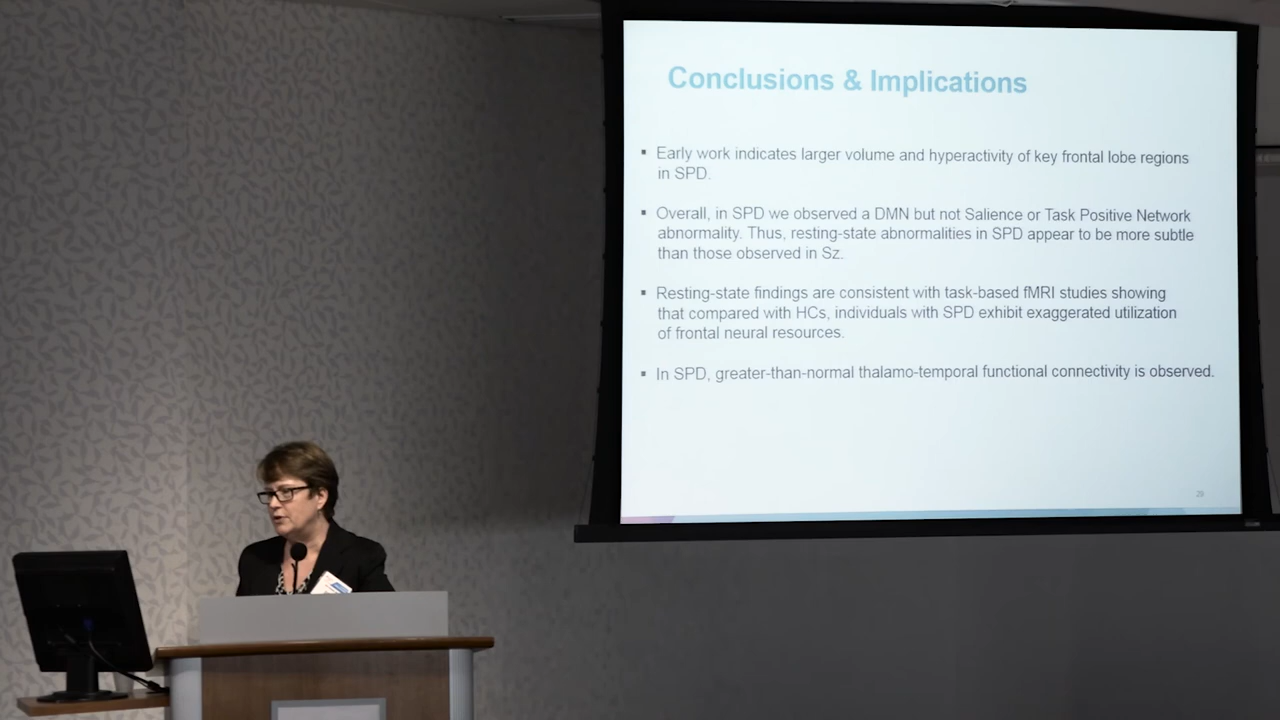 Conclusions & Implications
▪ Early work indicates larger volume and hyperactivity of key frontal lobe regions
in SPD.
▪ Overall, in SPD we observed a DMN but not Salience or Task Positive Network
abnormality. Thus, resting-state abnormalities in SPD appear to be more subtle
than those observed in Sz.
▪ Resting-state findings are consistent with task-based fMRI studies showing
that compared with HCs, individuals with SPD exhibit exaggerated utilization
of frontal neural resources.
▪ In SPD, greater-than-normal thalamo-temporal functional connectivity is observed.